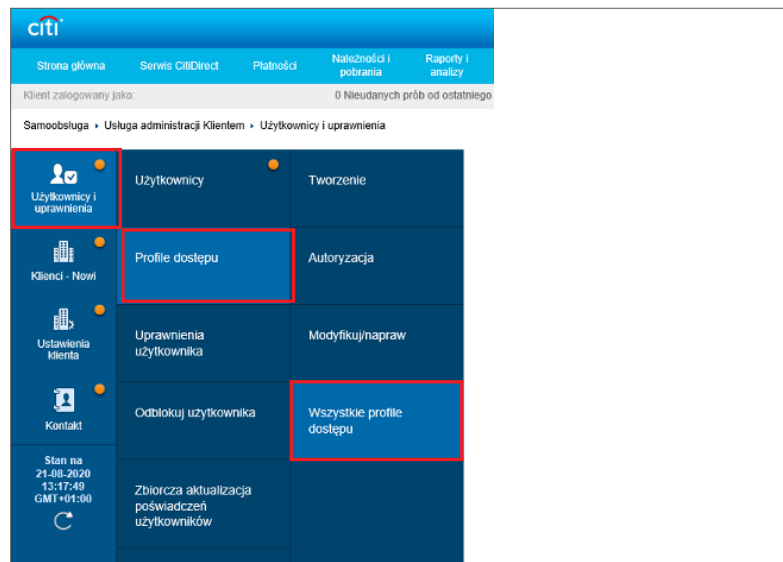 citi
Strona główna
Serwis CitiDirect
Płatności
Należności i
pobrania
Raporty i
analizy
Klient zalogowany jako:
0 Nieudanych prób od ostatniego
Samoobsługa ▸ Usługa administracji Klientem ▸ Użytkownicy i uprawnienia
Użytkownicy i
uprawnienia
Klienci - Nowi
Ustawienia
klienta
Kontakt
Stan na
21-08-2020
13:17:49
GMT+01:00
Użytkownicy
Profile dostępu
Uprawnienia
użytkownika
Odblokuj użytkownika
Zbiorcza aktualizacja
poświadczeń
użytkowników
Tworzenie
Autoryzacja
Modyfikuj/napraw
Wszystkie profile
dostępu